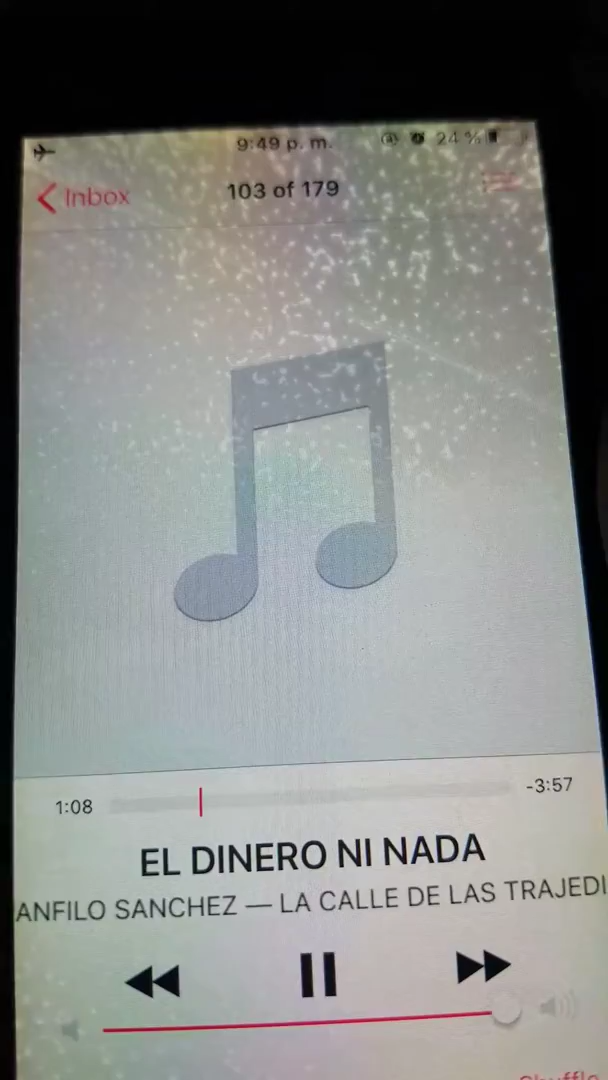 9:49 p. m. 24 %
Inbox 103 of 179
1:08 -3:57
EL DINERO NI NADA
ANFILO SANCHEZ — LA CALLE DE LAS TRAJEDI